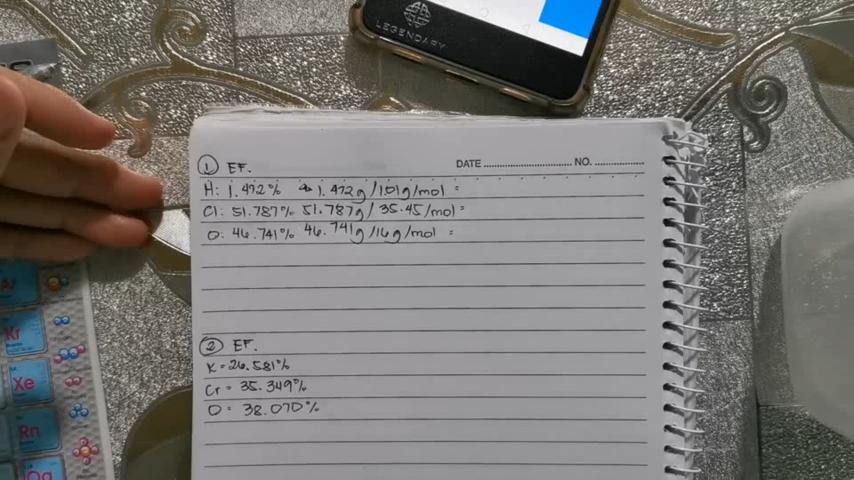 LEGENDARY
DATE NO.
① EF.
H: 1.472% → 1.472g/1.01g/mol =
Cl: 51.787% 51.787g/35.45/mol =
O: 46.741% 46.741g/16g/mol =
② EF.
K = 26.581%
Cr = 35.349%
O = 38.070%
Ar
Kr
Xe
Rn
Og